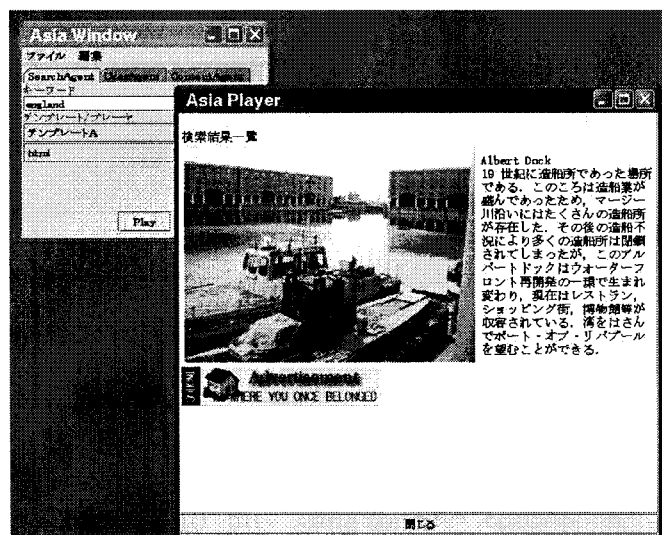 Asia Window
ファイル 編集
SearchAgent
キーワード
england
テンプレート/プレーヤ
テンプレートA
html
Play
Asia Player
検索結果一覧
Albert Dock
19 世紀に造船所であった場所
である．このころは造船業が
盛んであったため，マージー
川沿いにはたくさんの造船所
が存在した．その後の造船不
況により多くの造船所は閉鎖
されてしまったが，このアル
バートドックはウォーターフ
ロント再開発の一環で生まれ
変わり，現在はレストラン，
ショッピング街，博物館等が
収容されている．湾をはさん
でポート・オブ・リバプール
を望むことができる．
Advertisement
WHERE YOU ONCE BELONGED
閉じる